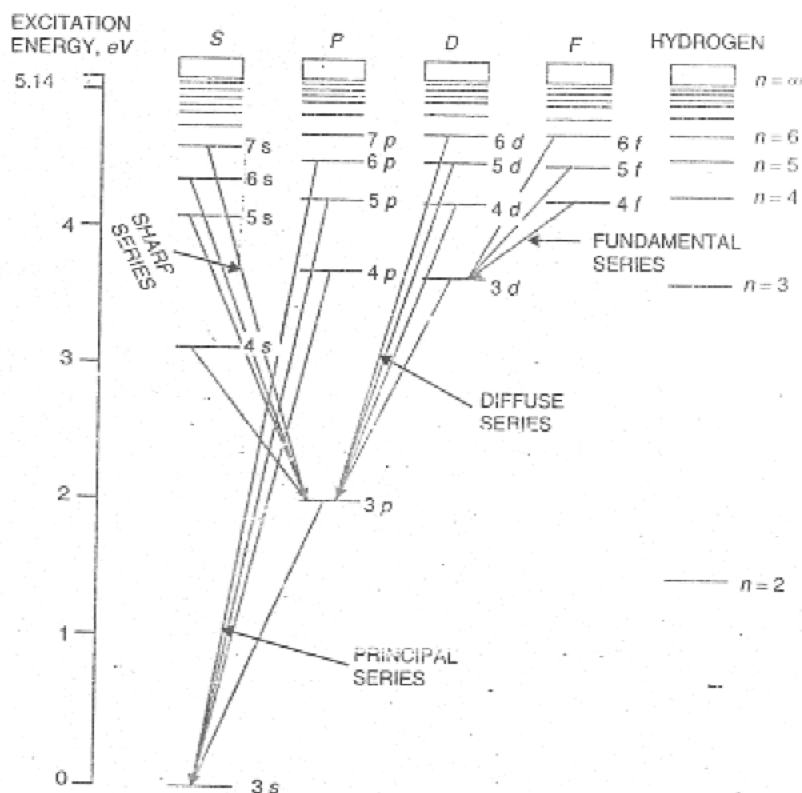 EXCITATION
ENERGY, eV
S
P
D
F
HYDROGEN
5.14
n = ∞
7 s
7 p
6 d
6 f
n = 6
6 s
6 p
5 d
5 f
n = 5
5 s
5 p
4 d
4 f
n = 4
4
SHARP
SERIES
FUNDAMENTAL
SERIES
4 p
3 d
n = 3
4 s
3
DIFFUSE
SERIES
2
3 p
n = 2
1
PRINCIPAL
SERIES
0
3 s